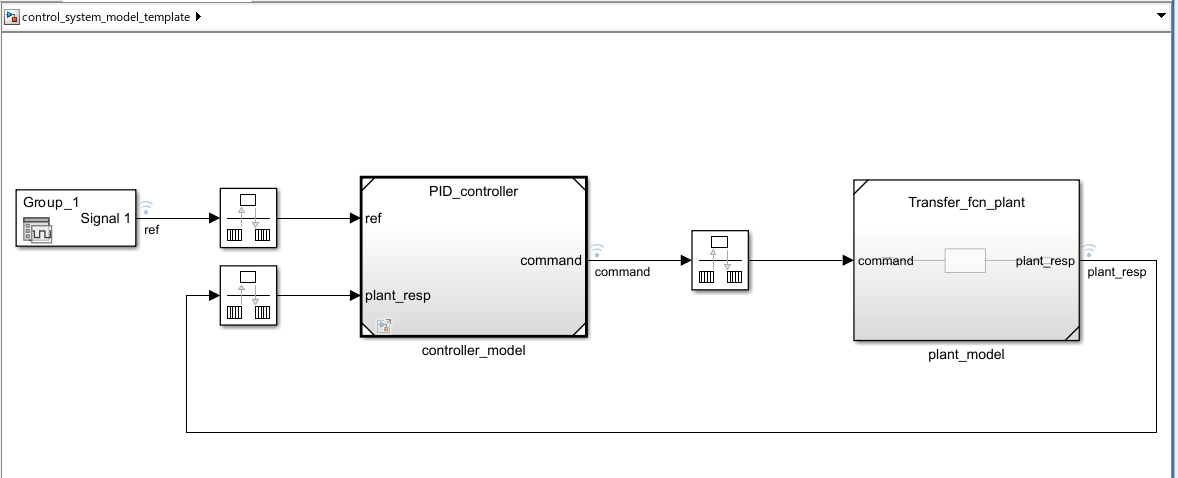 control_system_model_template
Group_1
Signal 1
ref
PID_controller
ref
command
plant_resp
controller_model
command
Transfer_fcn_plant
command
plant_resp
plant_model
plant_resp